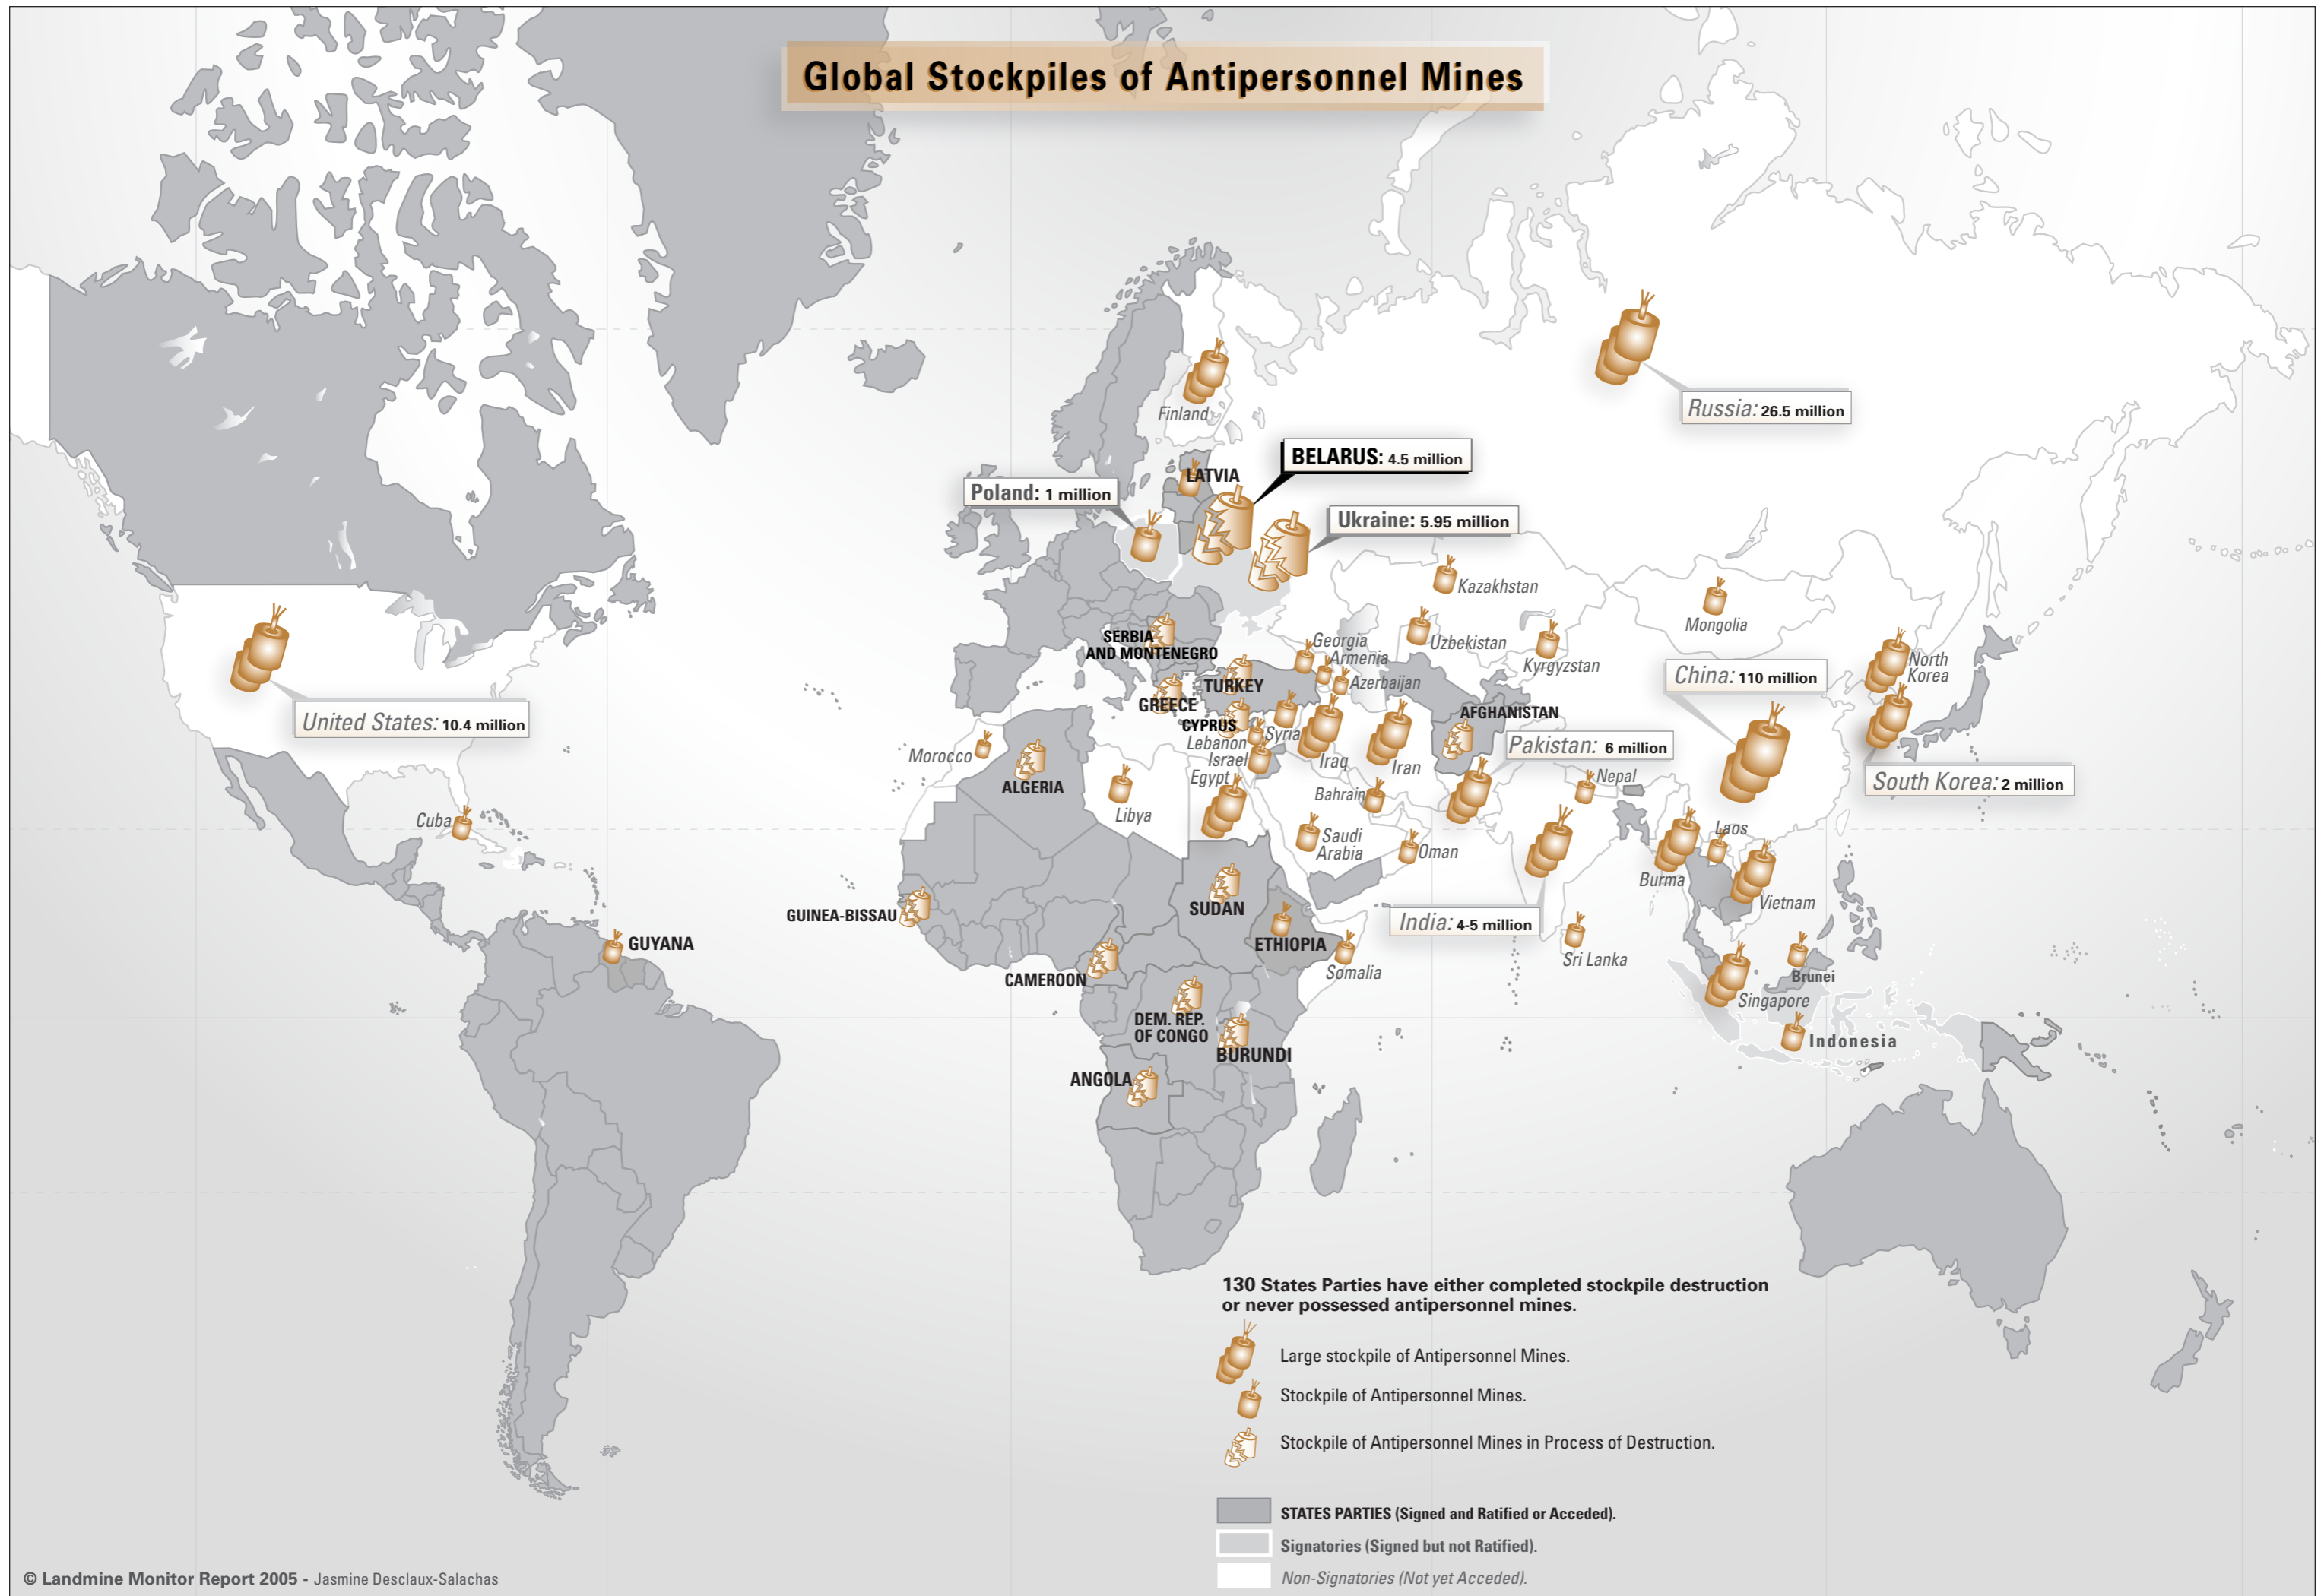 Global Stockpiles of Antipersonnel Mines
Russia: 26.5 million
Finland
BELARUS: 4.5 million
LATVIA
Poland: 1 million
Ukraine: 5.95 million
Kazakhstan
Mongolia
Uzbekistan
Georgia
Armenia
Azerbaijan
Kyrgyzstan
SERBIA
AND MONTENEGRO
North
Korea
China: 110 million
TURKEY
GREECE
CYPRUS
United States: 10.4 million
AFGHANISTAN
Pakistan: 6 million
Syria
Lebanon
Israel
Egypt
Morocco
Iraq
Iran
Nepal
South Korea: 2 million
ALGERIA
Bahrain
Libya
Cuba
Saudi
Arabia
Oman
Laos
Burma
Vietnam
GUINEA-BISSAU
SUDAN
India: 4-5 million
GUYANA
ETHIOPIA
Somalia
Sri Lanka
CAMEROON
Brunei
Singapore
DEM. REP.
OF CONGO
BURUNDI
Indonesia
ANGOLA
130 States Parties have either completed stockpile destruction
or never possessed antipersonnel mines.
Large stockpile of Antipersonnel Mines.
Stockpile of Antipersonnel Mines.
Stockpile of Antipersonnel Mines in Process of Destruction.
STATES PARTIES (Signed and Ratified or Acceded).
Signatories (Signed but not Ratified).
Non-Signatories (Not yet Acceded).
© Landmine Monitor Report 2005 - Jasmine Desclaux-Salachas